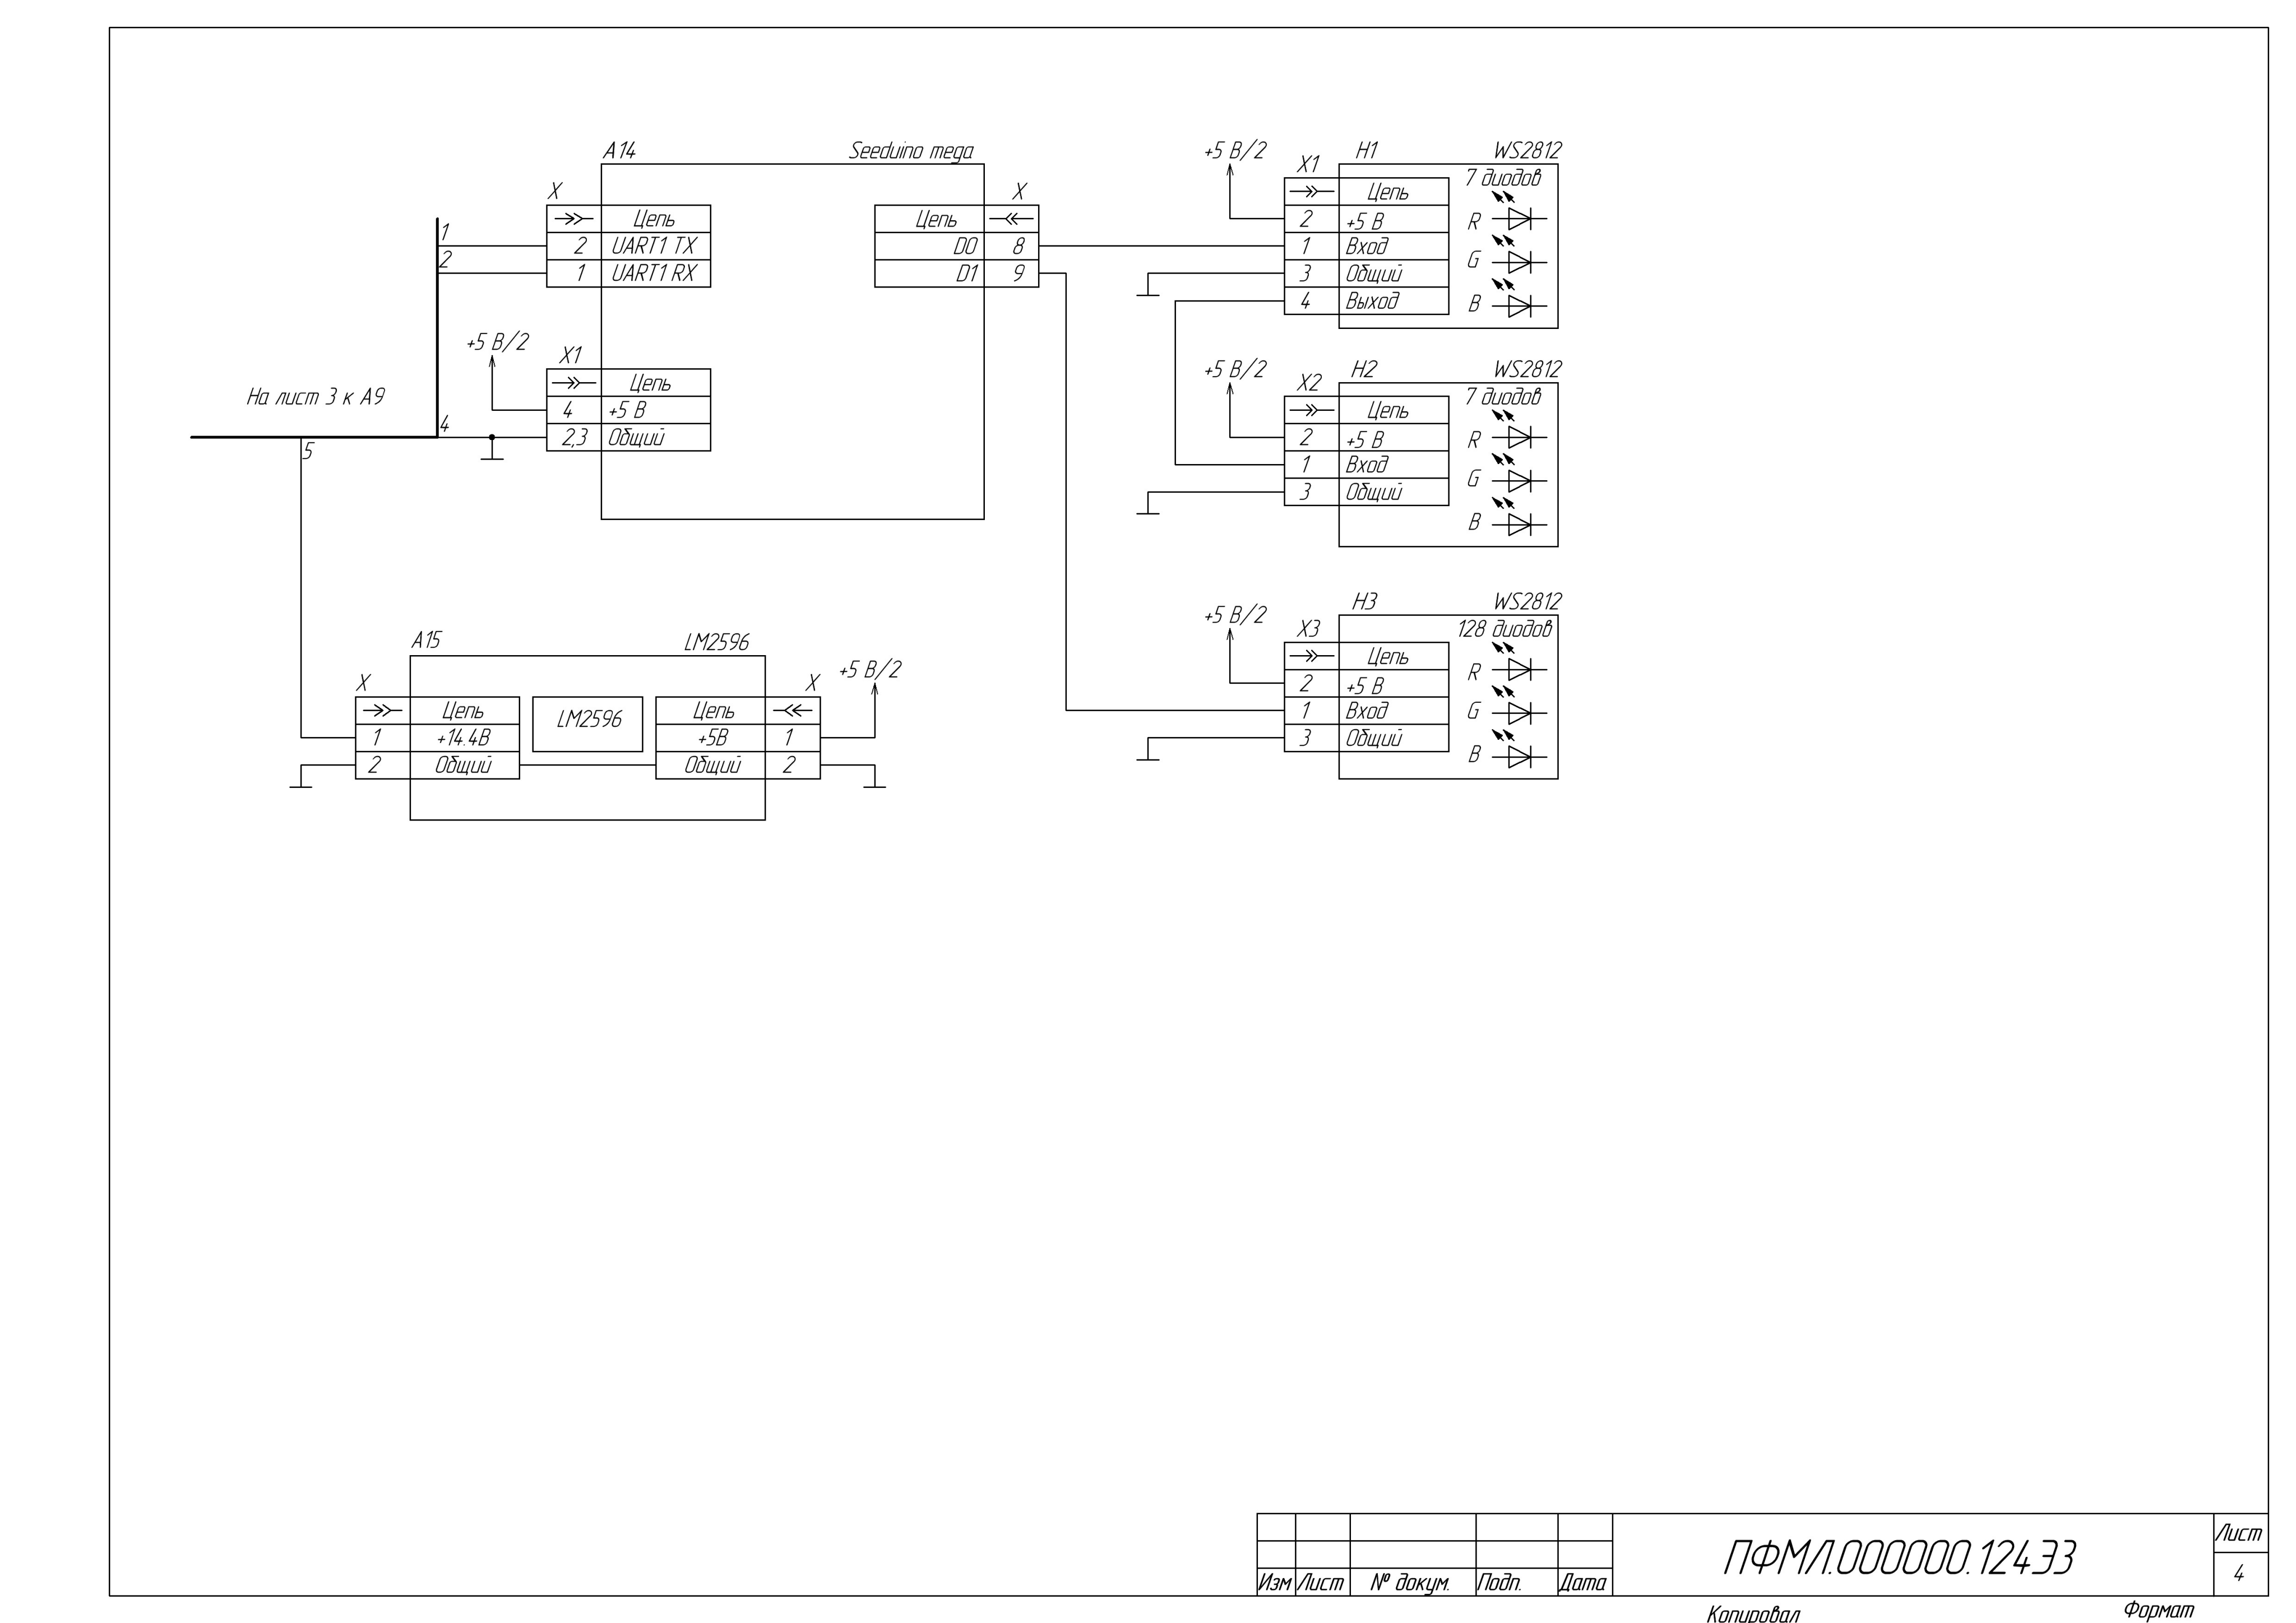 А14 Seeduino mega
X
Цепь
2 UART1 TX
1 UART1 RX
X
Цепь
D0 8
D1 9
1
2
+5 В/2
X1
Цепь
4 +5 В
2,3 Общий
На лист 3 к А9
4
5
А15 LM2596
X
Цепь
1 +14.4В
2 Общий
LM2596
X
Цепь
+5В 1
Общий 2
+5 В/2
+5 В/2
X1
H1 WS2812
7 диодов
Цепь
2 +5 В
1 Вход
3 Общий
4 Выход
R
G
B
+5 В/2
X2
H2 WS2812
7 диодов
Цепь
2 +5 В
1 Вход
3 Общий
R
G
B
+5 В/2
X3
H3 WS2812
128 диодов
Цепь
2 +5 В
1 Вход
3 Общий
R
G
B
Изм Лист № докум. Подп. Дата
ПФМЛ.000000.124ЭЗ
Лист
4
Копировал Формат